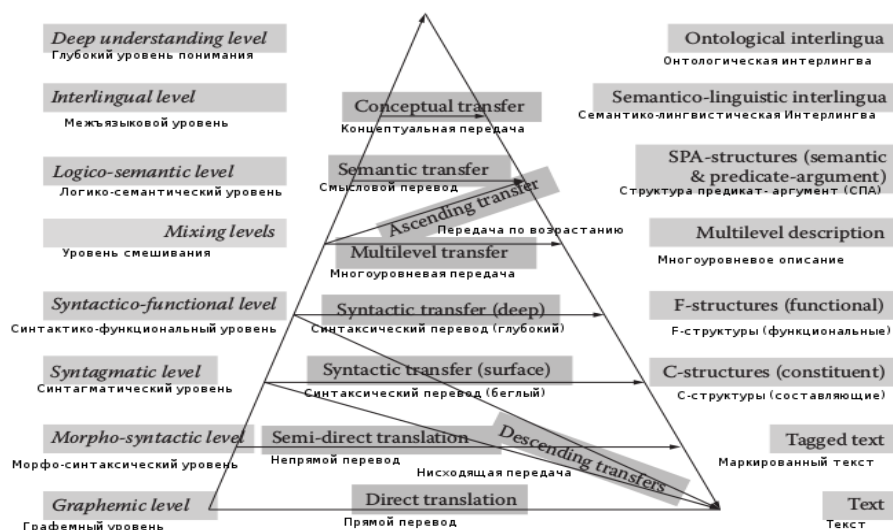 Deep understanding level
Глубокий уровень понимания
Ontological interlingua
Онтологическая интерлингва
Interlingual level
Межъязыковой уровень
Conceptual transfer
Концептуальная передача
Semantico-linguistic interlingua
Семантико-лингвистическая Интерлингва
Logico-semantic level
Логико-семантический уровень
Semantic transfer
Смысловой перевод
SPA-structures (semantic
& predicate-argument)
Структура предикат- аргумент (СПА)
Ascending transfer
Передача по возрастанию
Mixing levels
Уровень смешивания
Multilevel transfer
Многоуровневая передача
Multilevel description
Многоуровневое описание
Syntactico-functional level
Синтактико-функциональный уровень
Syntactic transfer (deep)
Синтаксический перевод (глубокий)
F-structures (functional)
F-структуры (функциональные)
Syntagmatic level
Синтагматический уровень
Syntactic transfer (surface)
Синтаксический перевод (беглый)
C-structures (constituent)
С-структуры (составляющие)
Morpho-syntactic level
Морфо-синтаксический уровень
Semi-direct translation
Непрямой перевод
Descending transfers
Нисходящая передача
Tagged text
Маркированный текст
Graphemic level
Графемный уровень
Direct translation
Прямой перевод
Text
Текст